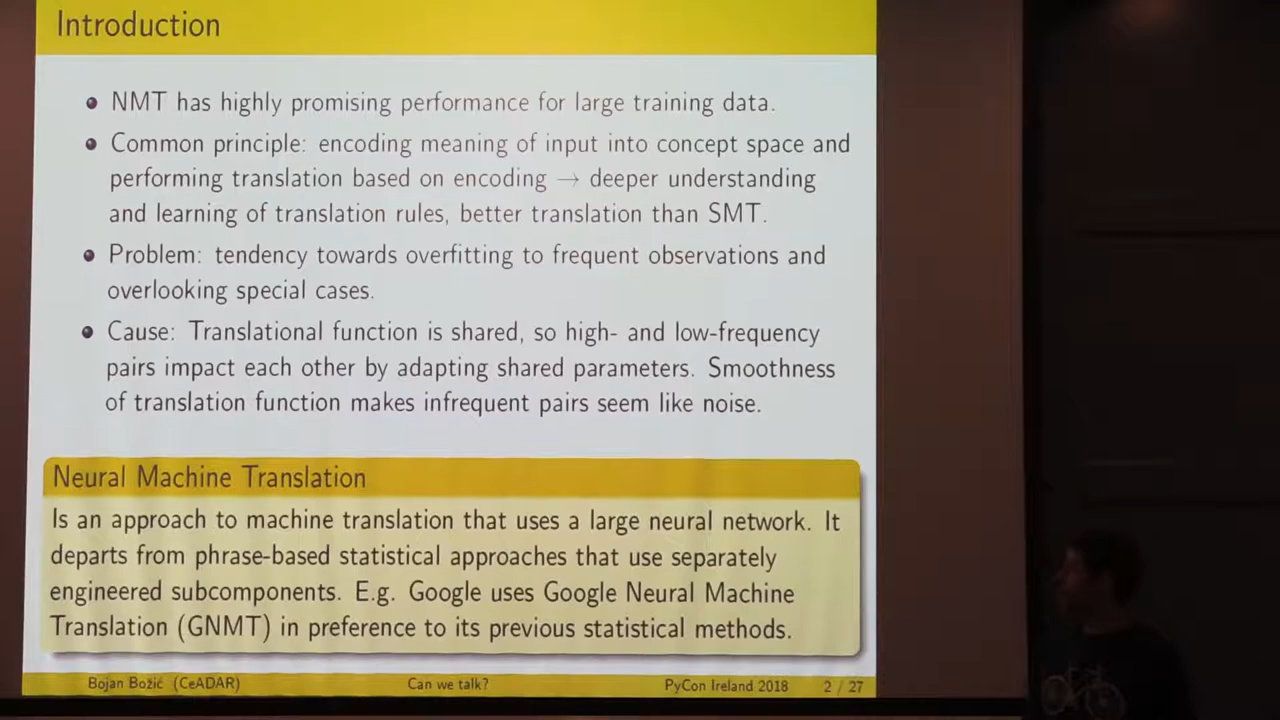 Introduction
NMT has highly promising performance for large training data.
Common principle: encoding meaning of input into concept space and
performing translation based on encoding → deeper understanding
and learning of translation rules, better translation than SMT.
Problem: tendency towards overfitting to frequent observations and
overlooking special cases.
Cause: Translational function is shared, so high- and low-frequency
pairs impact each other by adapting shared parameters. Smoothness
of translation function makes infrequent pairs seem like noise.
Neural Machine Translation
Is an approach to machine translation that uses a large neural network. It
departs from phrase-based statistical approaches that use separately
engineered subcomponents. E.g. Google uses Google Neural Machine
Translation (GNMT) in preference to its previous statistical methods.
Bojan Božić (CeADAR) Can we talk? PyCon Ireland 2018 2 / 27